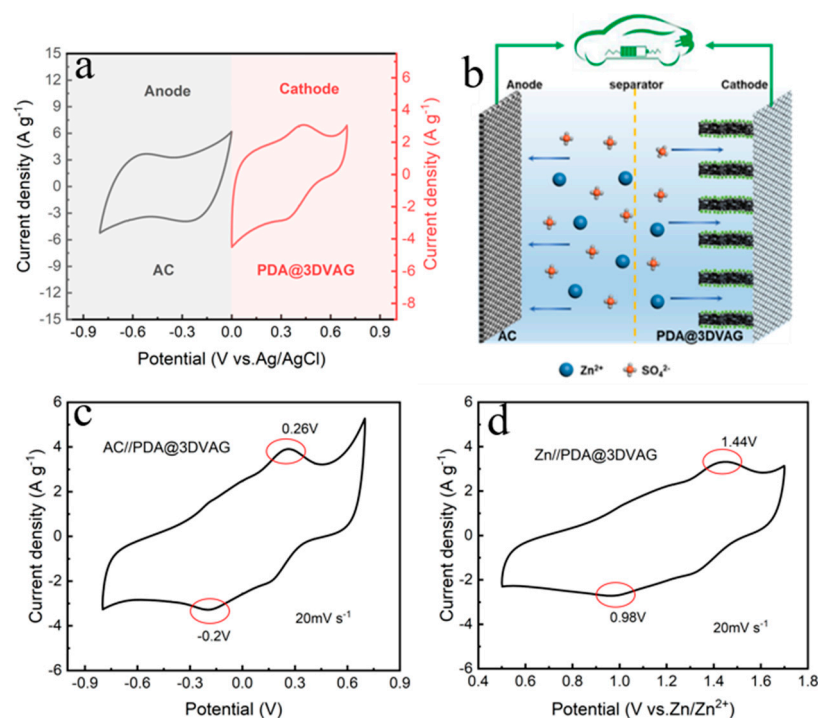 a
Anode
Cathode
AC
PDA@3DVAG
Current density (A g⁻¹)
15
12
9
6
3
0
-3
-6
-9
-12
-15
-0.9 -0.6 -0.3 0.0 0.3 0.6 0.9
Potential (V vs.Ag/AgCl)
6
4
2
0
-2
-4
-6
-8
Current density (A g⁻¹)
b
Anode
separator
Cathode
AC
PDA@3DVAG
Zn²⁺
SO₄²⁻
c
AC//PDA@3DVAG
0.26V
-0.2V
20mV s⁻¹
Current density (A g⁻¹)
6
4
2
0
-2
-4
-6
-0.9 -0.6 -0.3 0.0 0.3 0.6 0.9
Potential (V)
d
Zn//PDA@3DVAG
1.44V
0.98V
20mV s⁻¹
Current density (A g⁻¹)
6
4
2
0
-2
-4
-6
0.4 0.6 0.8 1.0 1.2 1.4 1.6 1.8
Potential (V vs.Zn/Zn²⁺)